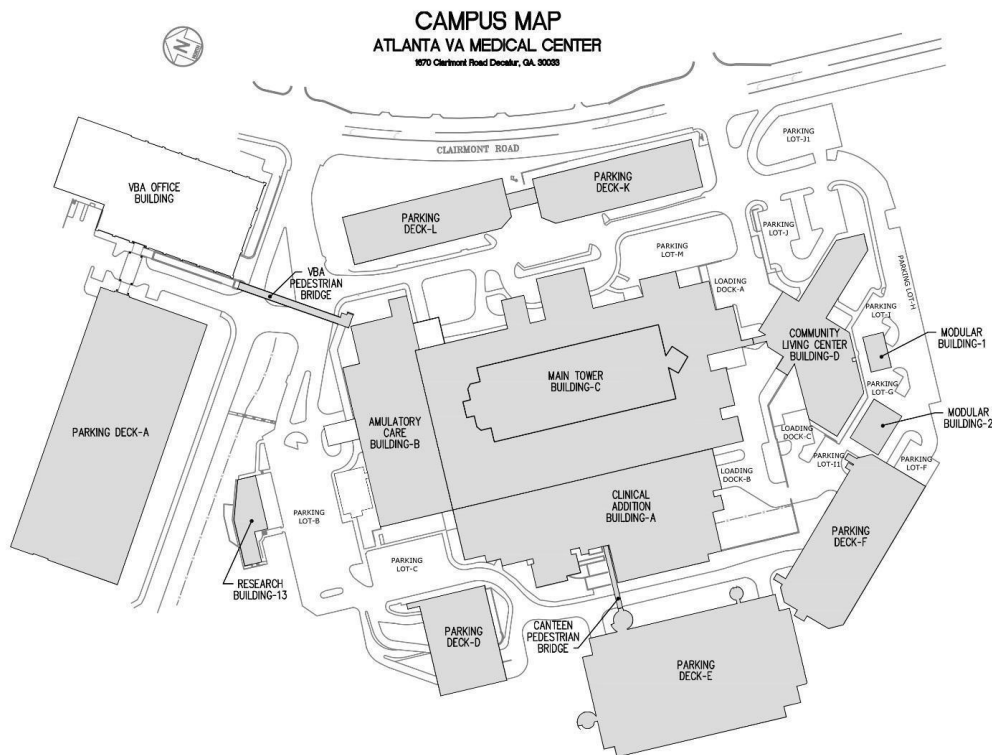 CAMPUS MAP
ATLANTA VA MEDICAL CENTER
1670 Clarimont Road Decatur, GA. 30033
N
CLAIRMONT ROAD
PARKING
LOT-J1
VBA OFFICE
BUILDING
PARKING
DECK-K
PARKING
DECK-L
PARKING
LOT-J
PARKING
LOT-M
VBA
PEDESTRIAN
BRIDGE
LOADING
DOCK-A
PARKING LOT-H
PARKING
LOT-I
COMMUNITY
LIVING CENTER
BUILDING-D
MODULAR
BUILDING-1
MAIN TOWER
BUILDING-C
PARKING
LOT-G
MODULAR
BUILDING-2
PARKING DECK-A
AMULATORY
CARE
BUILDING-B
LOADING
DOCK-C
PARKING
LOT-I1
PARKING
LOT-F
LOADING
DOCK-B
CLINICAL
ADDITION
BUILDING-A
PARKING
LOT-B
PARKING
DECK-F
PARKING
LOT-C
RESEARCH
BUILDING-13
PARKING
DECK-D
CANTEEN
PEDESTRIAN
BRIDGE
PARKING
DECK-E